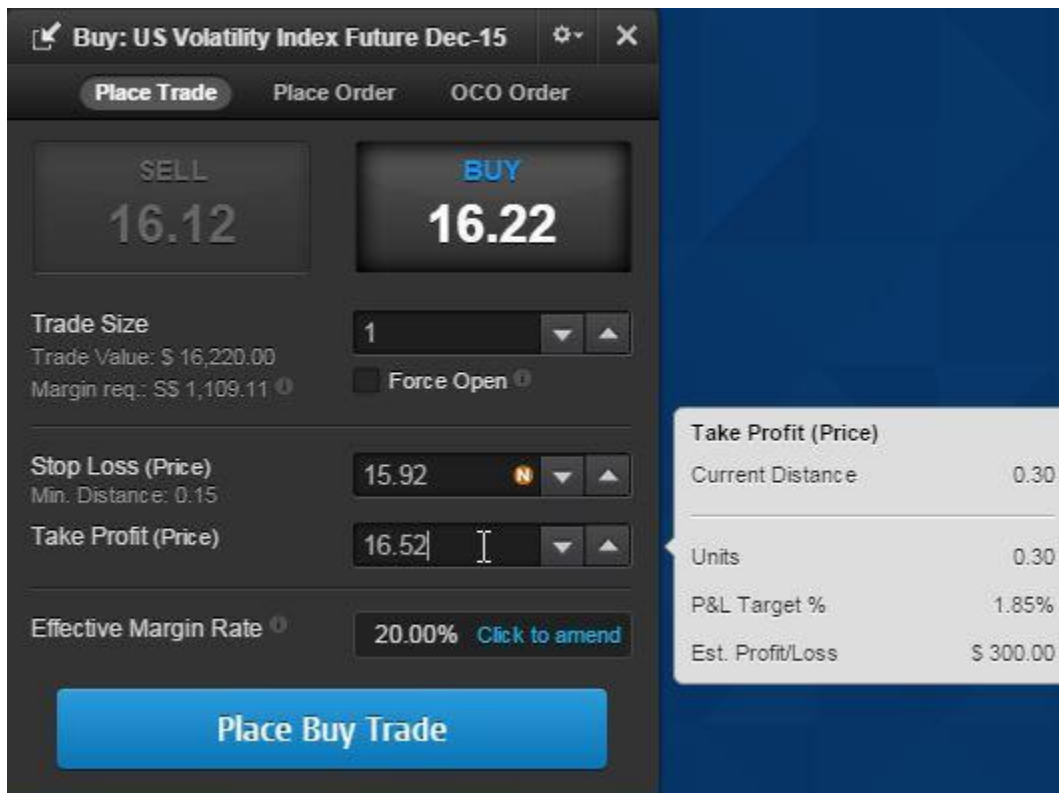 Buy: US Volatility Index Future Dec-15
Place Trade Place Order OCO Order
SELL BUY
16.12 16.22
Trade Size 1
Trade Value: $ 16,220.00
Margin req.: S$ 1,109.11 Force Open
Stop Loss (Price) 15.92 N
Min. Distance: 0.15
Take Profit (Price) 16.52
Effective Margin Rate 20.00% Click to amend
Place Buy Trade
Take Profit (Price)
Current Distance 0.30
Units 0.30
P&L Target % 1.85%
Est. Profit/Loss $ 300.00